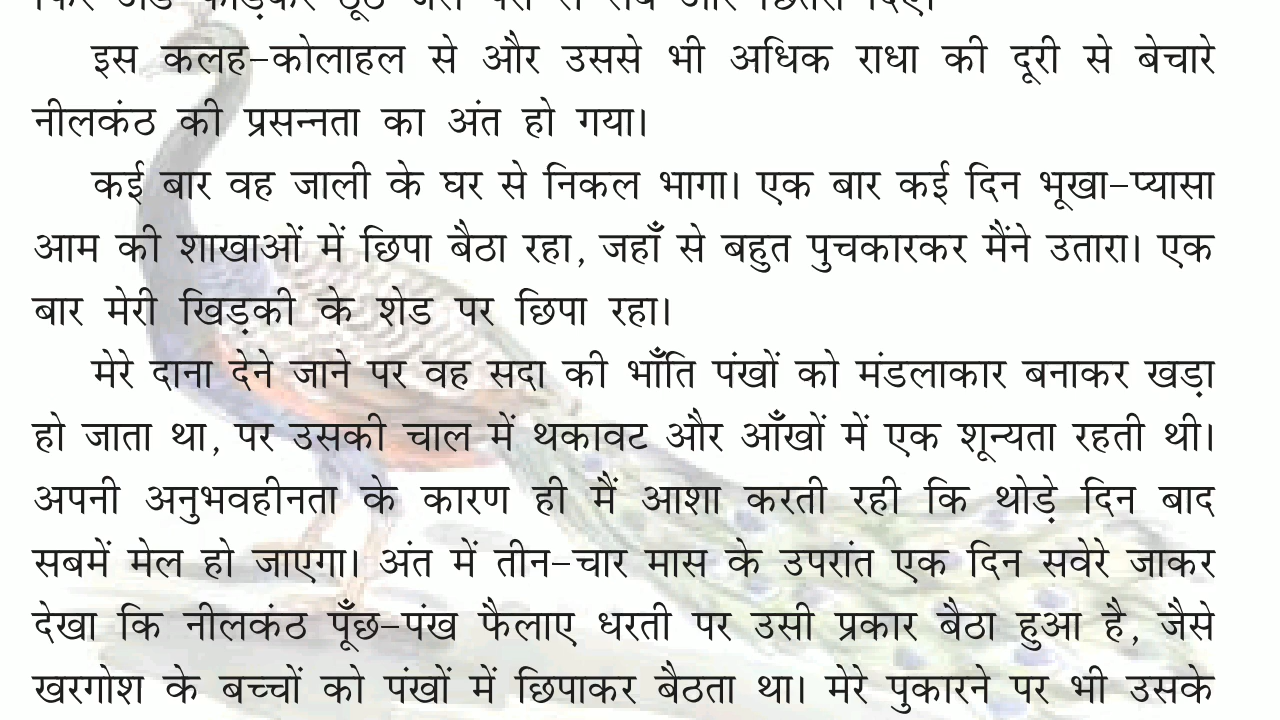 इस कलह-कोलाहल से और उससे भी अधिक राधा की दूरी से बेचारे
नीलकंठ की प्रसन्नता का अंत हो गया।
कई बार वह जाली के घर से निकल भागा। एक बार कई दिन भूखा-प्यासा
आम की शाखाओं में छिपा बैठा रहा, जहाँ से बहुत पुचकारकर मैंने उतारा। एक
बार मेरी खिड़की के शेड पर छिपा रहा।
मेरे दाना देने जाने पर वह सदा की भाँति पंखों को मंडलाकार बनाकर खड़ा
हो जाता था, पर उसकी चाल में थकावट और आँखों में एक शून्यता रहती थी।
अपनी अनुभवहीनता के कारण ही मैं आशा करती रही कि थोड़े दिन बाद
सबमें मेल हो जाएगा। अंत में तीन-चार मास के उपरांत एक दिन सवेरे जाकर
देखा कि नीलकंठ पूँछ-पंख फैलाए धरती पर उसी प्रकार बैठा हुआ है, जैसे
खरगोश के बच्चों को पंखों में छिपाकर बैठता था। मेरे पुकारने पर भी उसके